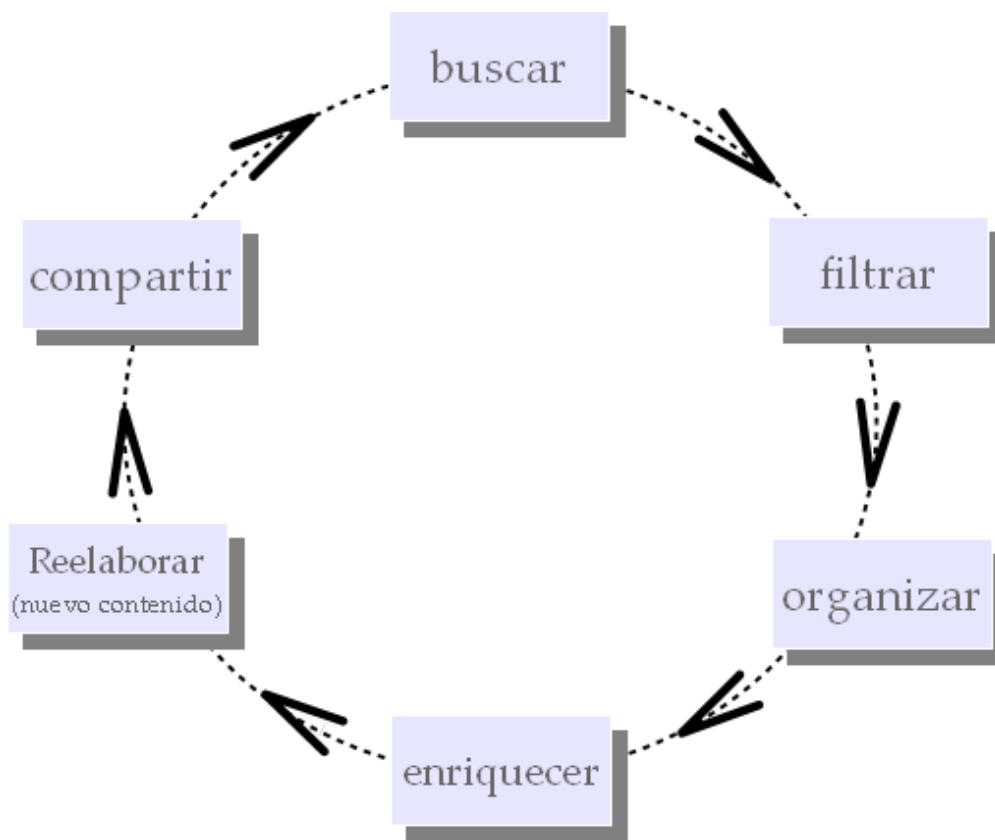 buscar
filtrar
organizar
enriquecer
Reelaborar
(nuevo contenido)
compartir